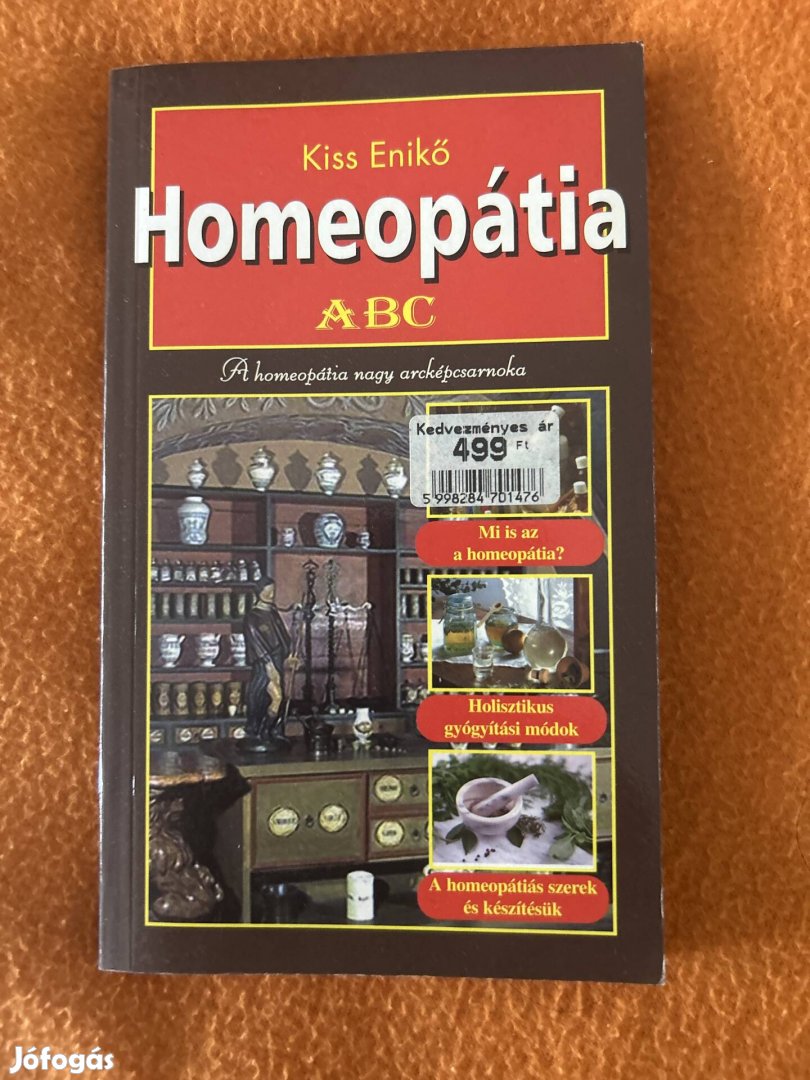 Kiss Enikő
Homeopátia
ABC
A homeopátia nagy arcképcsarnoka
Kedvezményes ár
499 Ft
5 998284 701476
Mi is az
a homeopátia?
Holisztikus
gyógyítási módok
A homeopátiás szerek
és készítésük
Jófogás